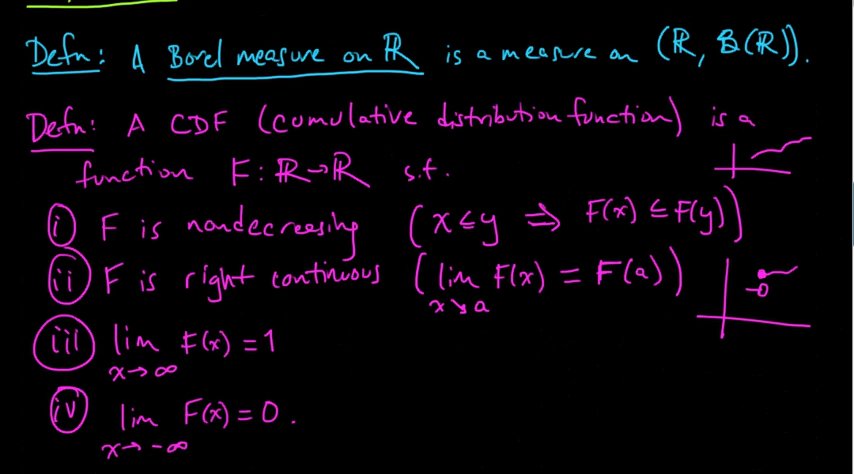 Defn: A Borel measure on ℝ is a measure on (ℝ, B(ℝ)).
Defn: A CDF (cumulative distribution function) is a
function F: ℝ→ℝ s.t.
(i) F is nondecreasing (x ≤ y ⇒ F(x) ≤ F(y))
(ii) F is right continuous (lim F(x) = F(a))
x↘a
(iii) lim F(x) = 1
x→∞
(iv) lim F(x) = 0.
x→-∞